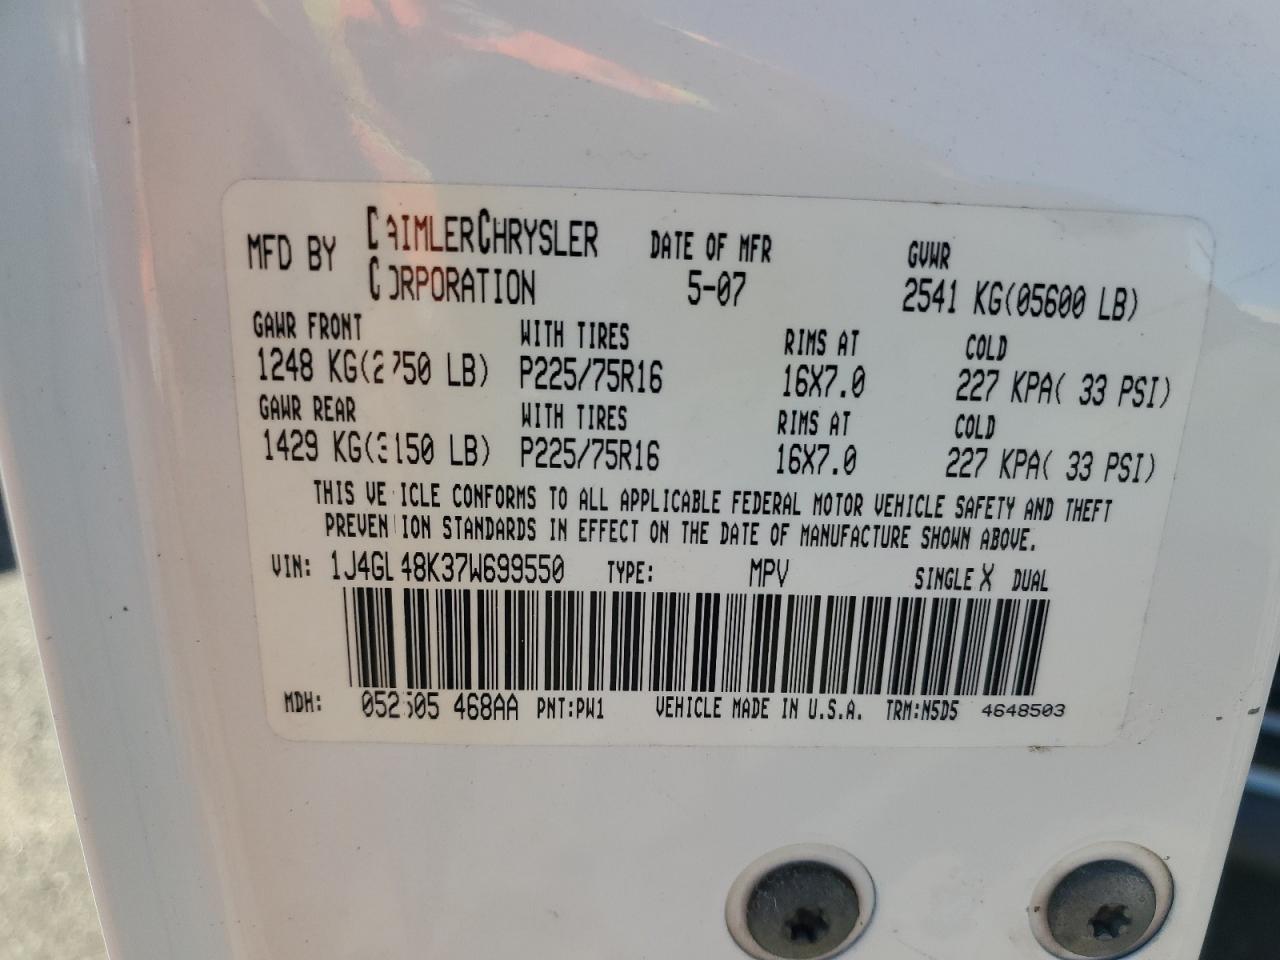 MFD BY DAIMLERCHRYSLER CORPORATION DATE OF MFR 5-07 GVWR 2541 KG(05600 LB)
GAWR FRONT WITH TIRES RIMS AT COLD
1248 KG(2750 LB) P225/75R16 16X7.0 227 KPA( 33 PSI)
GAWR REAR WITH TIRES RIMS AT COLD
1429 KG(3150 LB) P225/75R16 16X7.0 227 KPA( 33 PSI)
THIS VEHICLE CONFORMS TO ALL APPLICABLE FEDERAL MOTOR VEHICLE SAFETY AND THEFT
PREVENTION STANDARDS IN EFFECT ON THE DATE OF MANUFACTURE SHOWN ABOVE.
VIN: 1J4GL48K37W699550 TYPE: MPV SINGLE X DUAL
MDH: 052505 468AA PNT:PW1 VEHICLE MADE IN U.S.A. TRM:N5D5 4648503